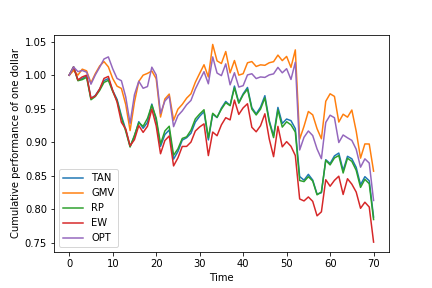 Cumulative performance of one dollar
1.05
1.00
0.95
0.90
0.85
0.80
0.75
TAN
GMV
RP
EW
OPT
0 10 20 30 40 50 60 70
Time